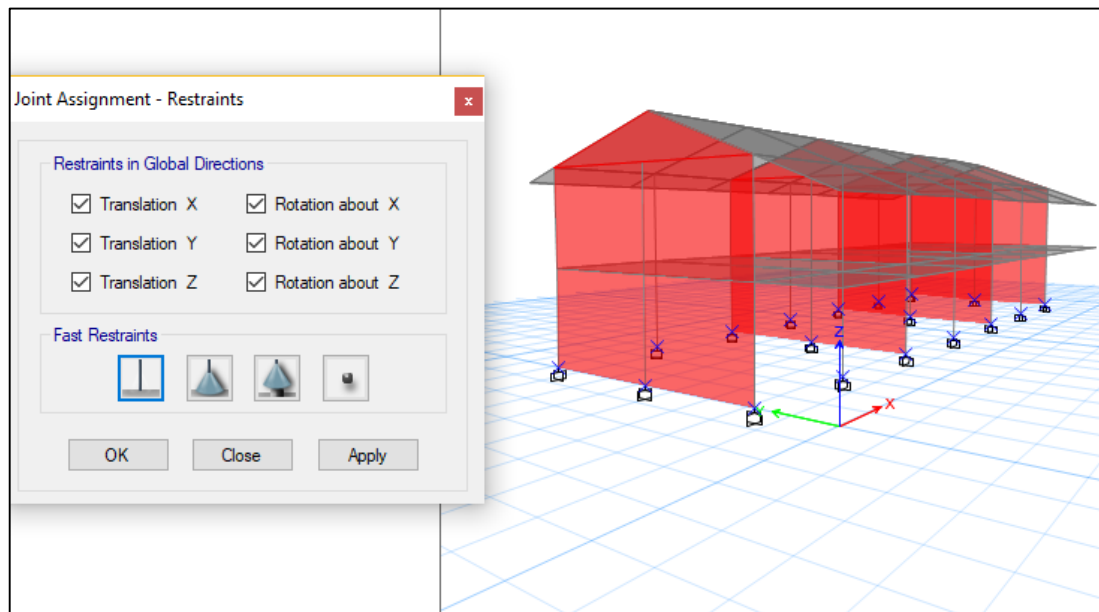 Joint Assignment - Restraints
x
Restraints in Global Directions
Translation X
Rotation about X
Translation Y
Rotation about Y
Translation Z
Rotation about Z
Fast Restraints
OK
Close
Apply
Z
X